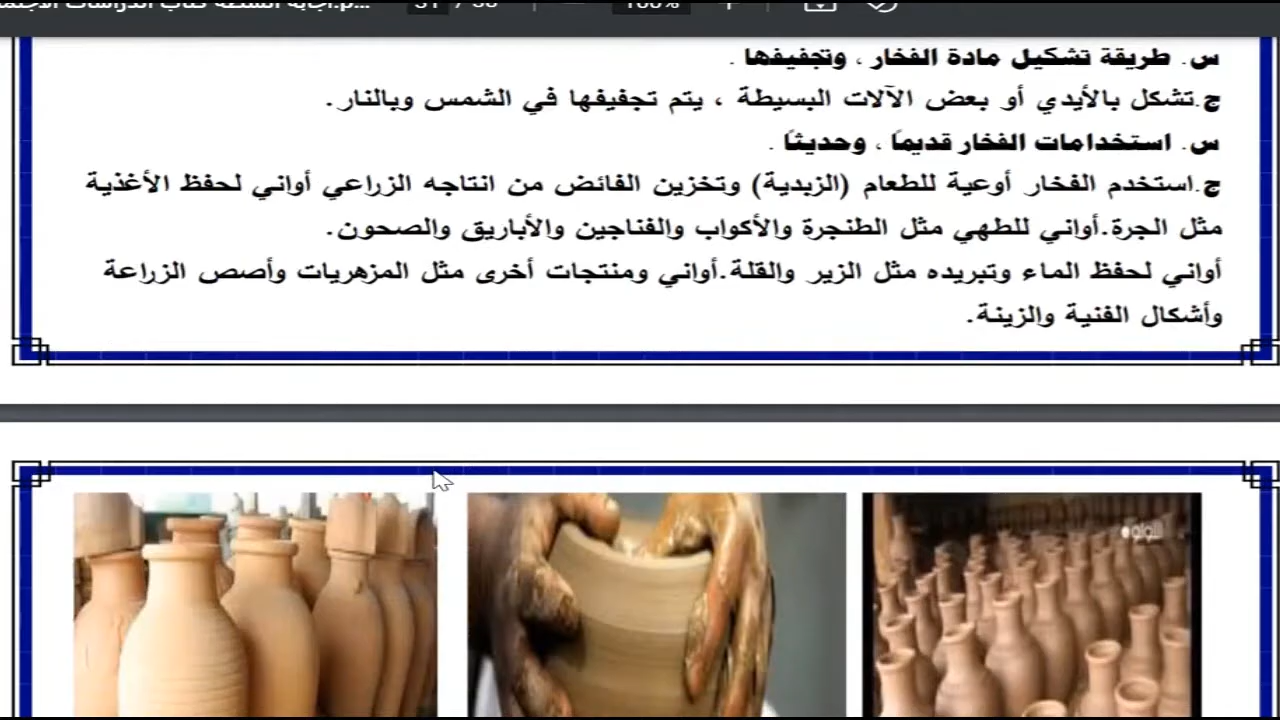 س. طريقة تشكيل مادة الفخار ، وتجفيفها .
ج.تشكل بالأيدي أو بعض الآلات البسيطة ، يتم تجفيفها في الشمس وبالنار.
س. استخدامات الفخار قديماً ، وحديثاً .
ج.استخدم الفخار أوعية للطعام (الزبدية) وتخزين الفائض من انتاجه الزراعي أواني لحفظ الأغذية
مثل الجرة.أواني للطهي مثل الطنجرة والأكواب والفناجين والأباريق والصحون.
أواني لحفظ الماء وتبريده مثل الزير والقلة.أواني ومنتجات أخرى مثل المزهريات وأصص الزراعة
وأشكال الفنية والزينة.